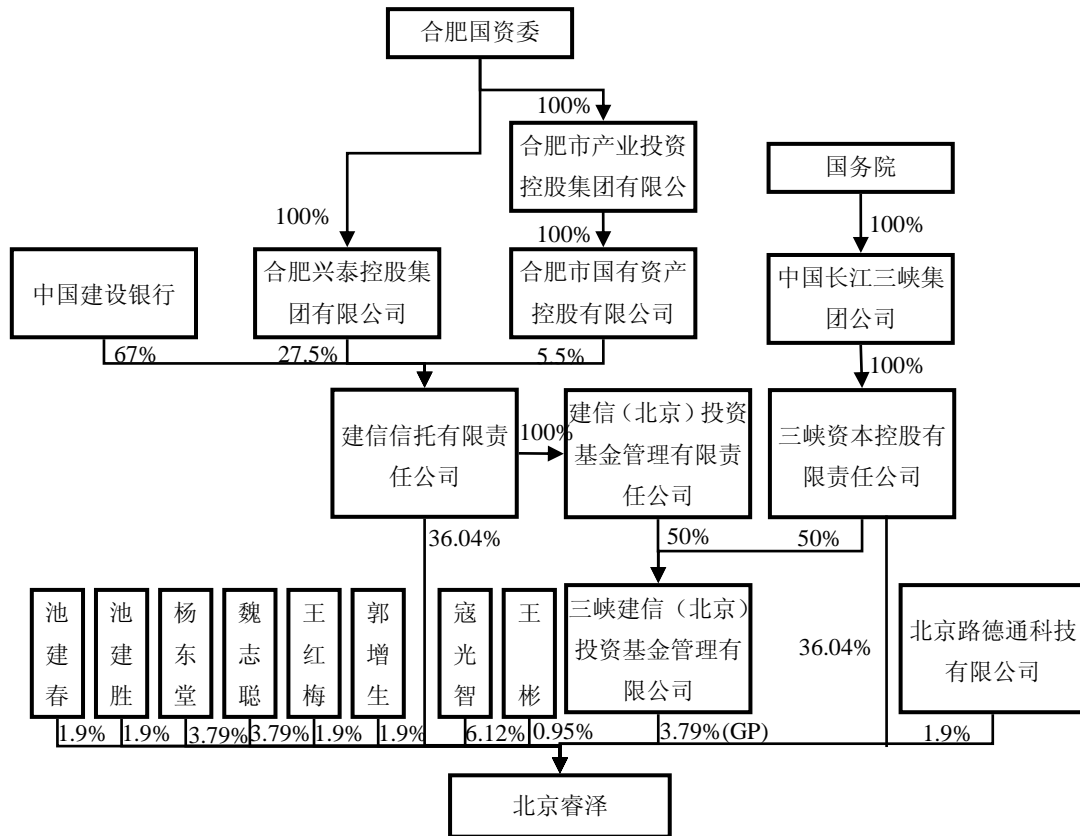 合肥国资委
100%
合肥市产业投资
控股集团有限公
国务院
100%
100%
100%
合肥兴泰控股集
团有限公司
合肥市国有资产
控股有限公司
中国长江三峡集
团公司
中国建设银行
67%
27.5%
5.5%
100%
建信信托有限责
任公司
100%
建信（北京）投资
基金管理有限责
任公司
三峡资本控股有
限责任公司
36.04%
50%
50%
池建春
池建胜
杨东堂
魏志聪
王红梅
郭增生
寇光智
王彬
三峡建信（北京）
投资基金管理有
限公司
36.04%
北京路德通科技
有限公司
1.9%
1.9%
3.79%
3.79%
1.9%
1.9%
6.12%
0.95%
3.79%(GP)
1.9%
北京睿泽